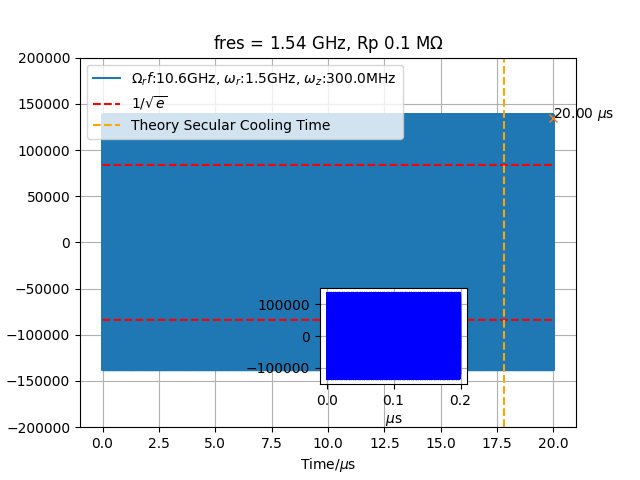 fres = 1.54 GHz, Rp 0.1 MΩ
200000
150000
100000
50000
0
−50000
−100000
−150000
−200000
Ω_r f:10.6GHz, ω_r:1.5GHz, ω_z:300.0MHz
1/√e
Theory Secular Cooling Time
20.00 μs
100000
0
−100000
0.0 0.1 0.2
μs
0.0 2.5 5.0 7.5 10.0 12.5 15.0 17.5 20.0
Time/μs